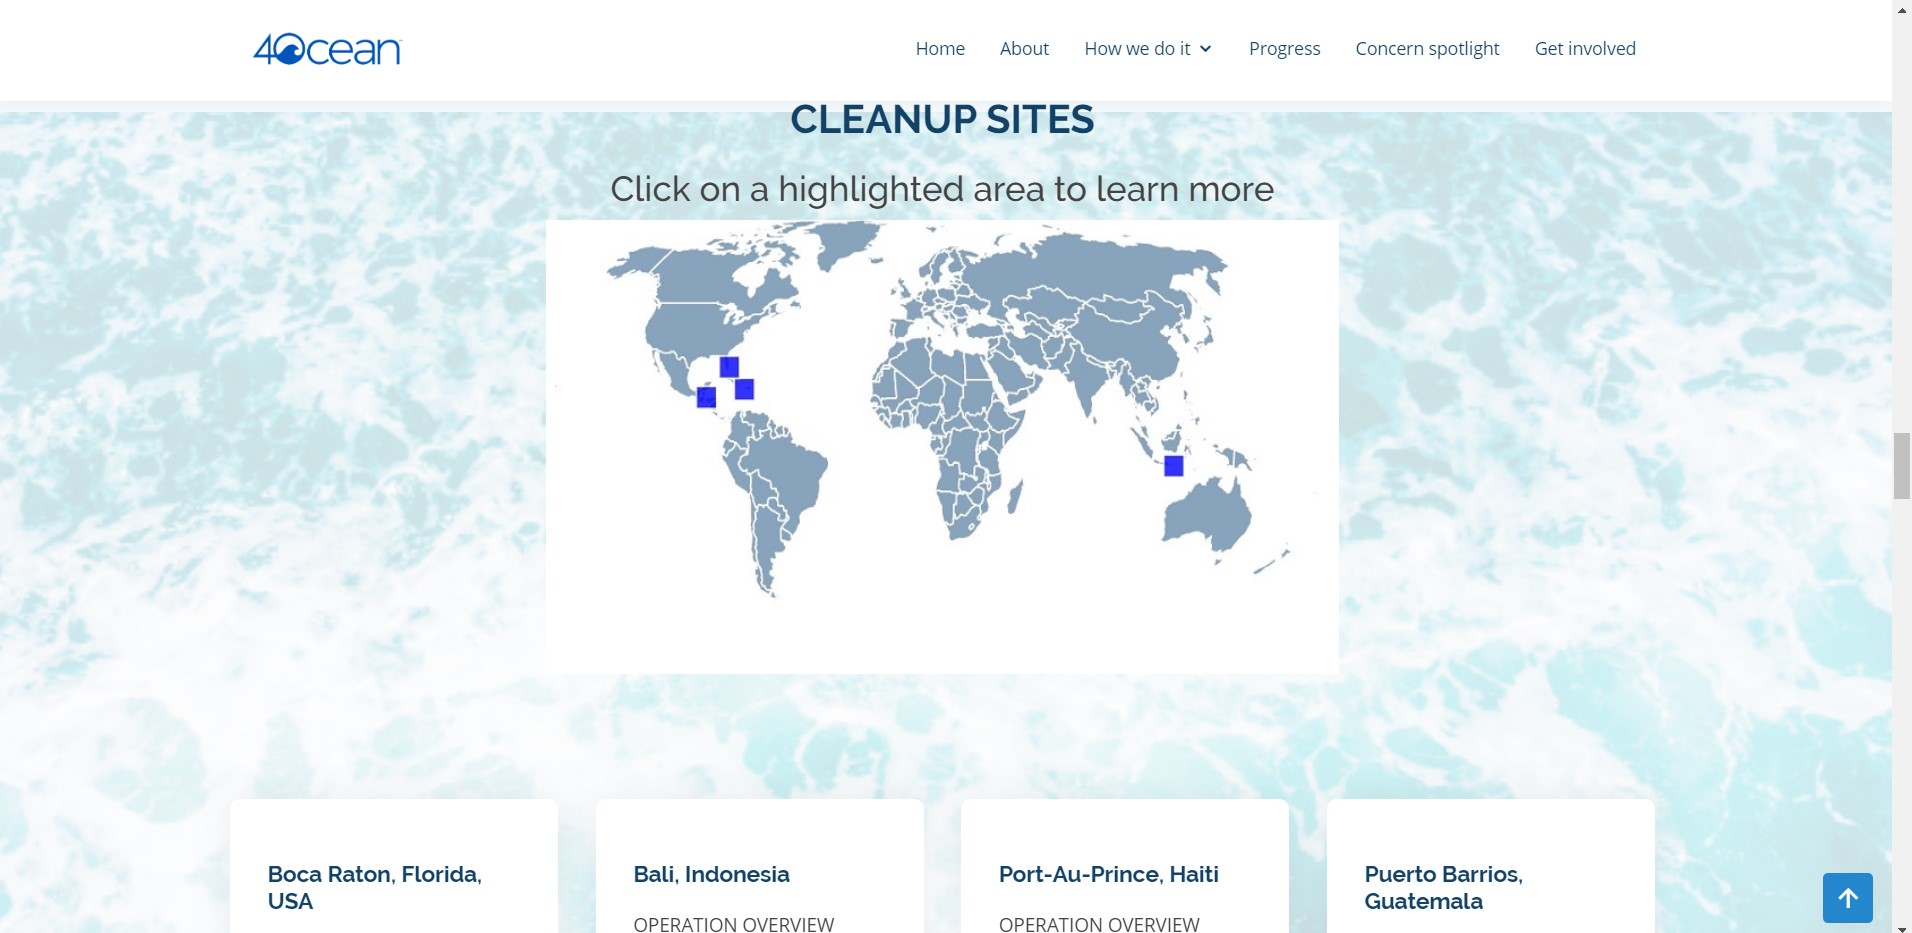 4Ocean™
Home About How we do it Progress Concern spotlight Get involved
CLEANUP SITES
Click on a highlighted area to learn more
Boca Raton, Florida,
USA
Bali, Indonesia
OPERATION OVERVIEW
Port-Au-Prince, Haiti
OPERATION OVERVIEW
Puerto Barrios,
Guatemala